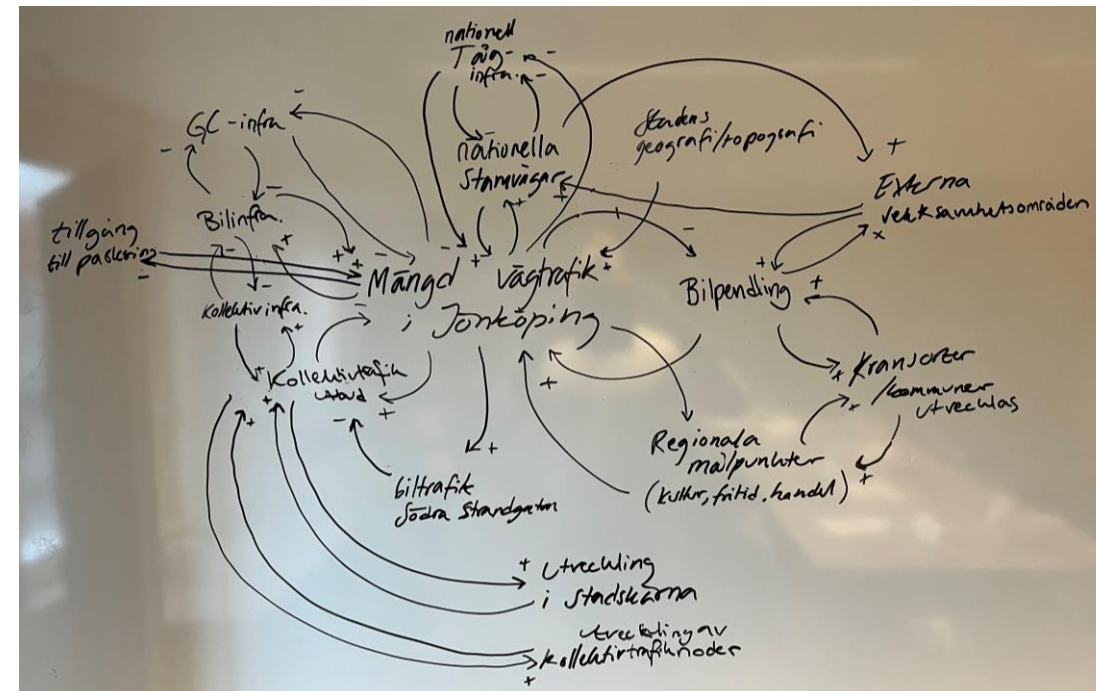 nationell
Tåg-
infra.
GC-infra
nationella
Stamvägar
Stadens
geografi/topografi
Externa
verksamhetsområden
Bilinfra.
tillgång
till parkering
Mängd vägtrafik
i Jönköping
Bilpendling
Kollektivinfra.
Kollektivtrafik
stad
Kransorter
/kommuner
utvecklas
Regionala
målpunkter
(kultur, fritid, handel)
biltrafik
Södra Strandgatan
Utveckling
i Stadskärna
utveckling av
kollektivtrafiknoder